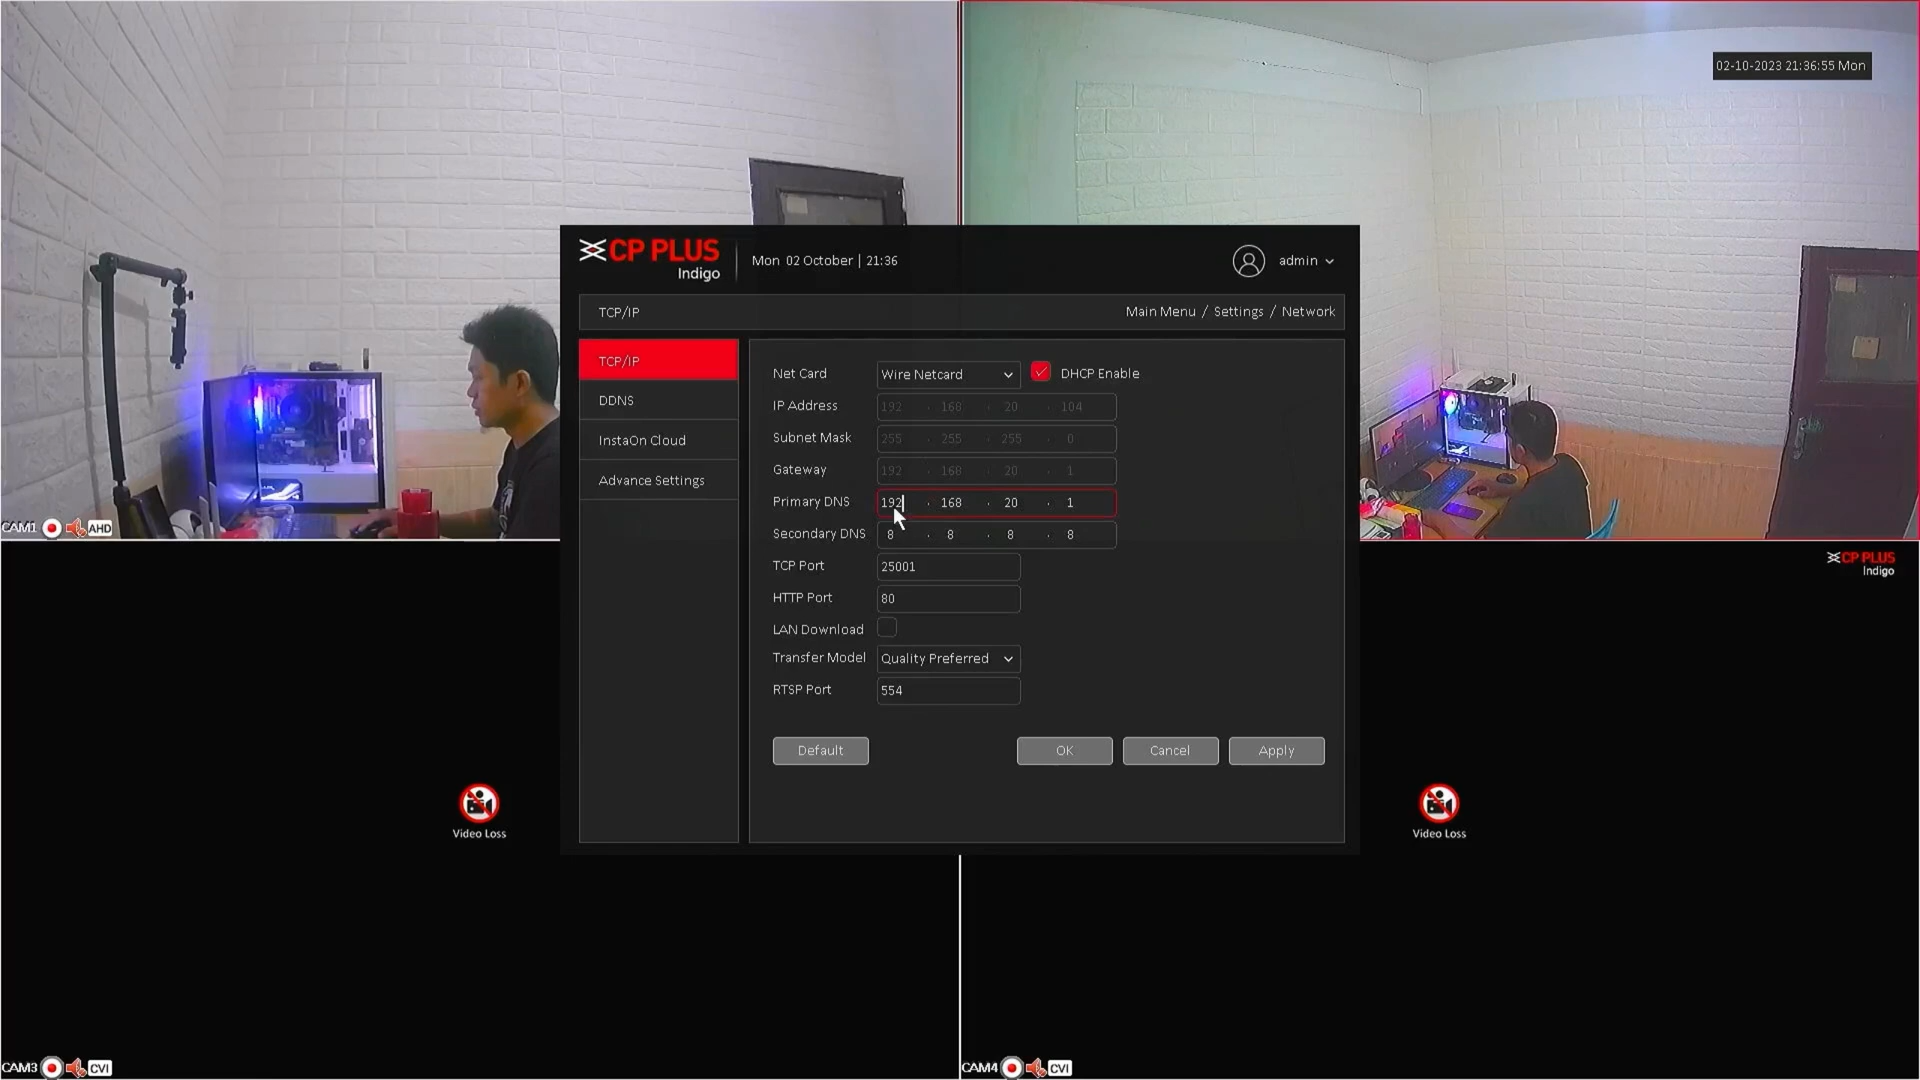 02-10-2023 21:36:55 Mon
CP PLUS
Indigo
Mon 02 October | 21:36
admin
TCP/IP
Main Menu / Settings / Network
TCP/IP
DDNS
InstaOn Cloud
Advance Settings
Net Card Wire Netcard DHCP Enable
IP Address 192 . 168 . 20 . 104
Subnet Mask 255 . 255 . 255 . 0
Gateway 192 . 168 . 20 . 1
Primary DNS 192 . 168 . 20 . 1
Secondary DNS 8 . 8 . 8 . 8
TCP Port 25001
HTTP Port 80
LAN Download
Transfer Model Quality Preferred
RTSP Port 554
Default OK Cancel Apply
CAM1 AHD
CP PLUS
Indigo
Video Loss
Video Loss
CAM3 CVI
CAM4 CVI